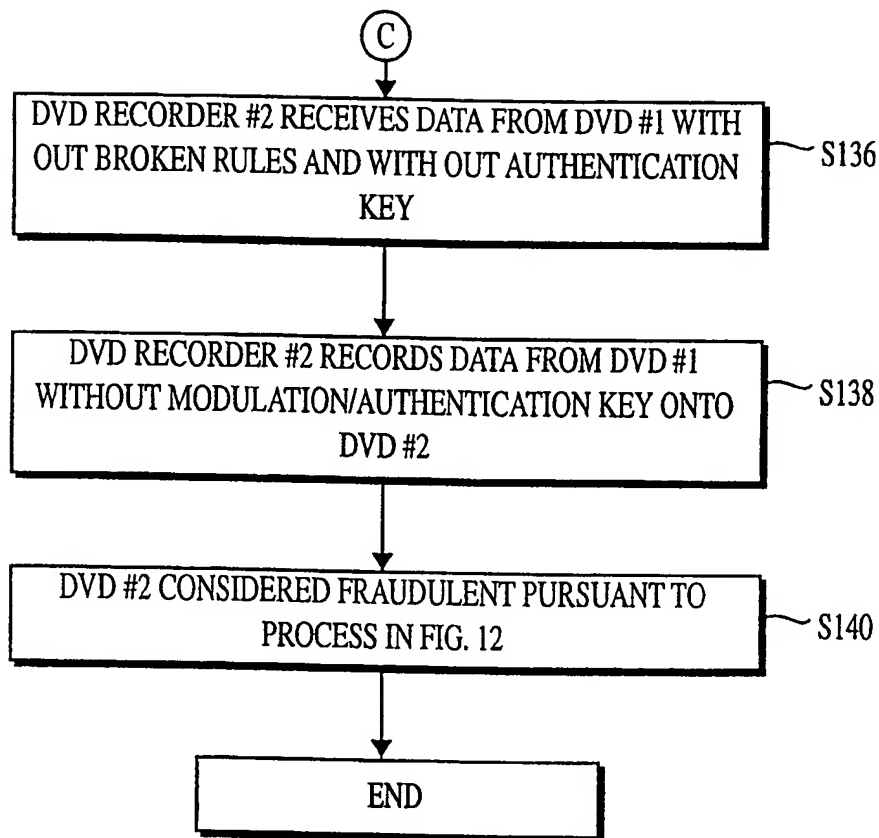 C
DVD RECORDER #2 RECEIVES DATA FROM DVD #1 WITH
OUT BROKEN RULES AND WITH OUT AUTHENTICATION
KEY
S136
DVD RECORDER #2 RECORDS DATA FROM DVD #1
WITHOUT MODULATION/AUTHENTICATION KEY ONTO
DVD #2
S138
DVD #2 CONSIDERED FRAUDULENT PURSUANT TO
PROCESS IN FIG. 12
S140
END